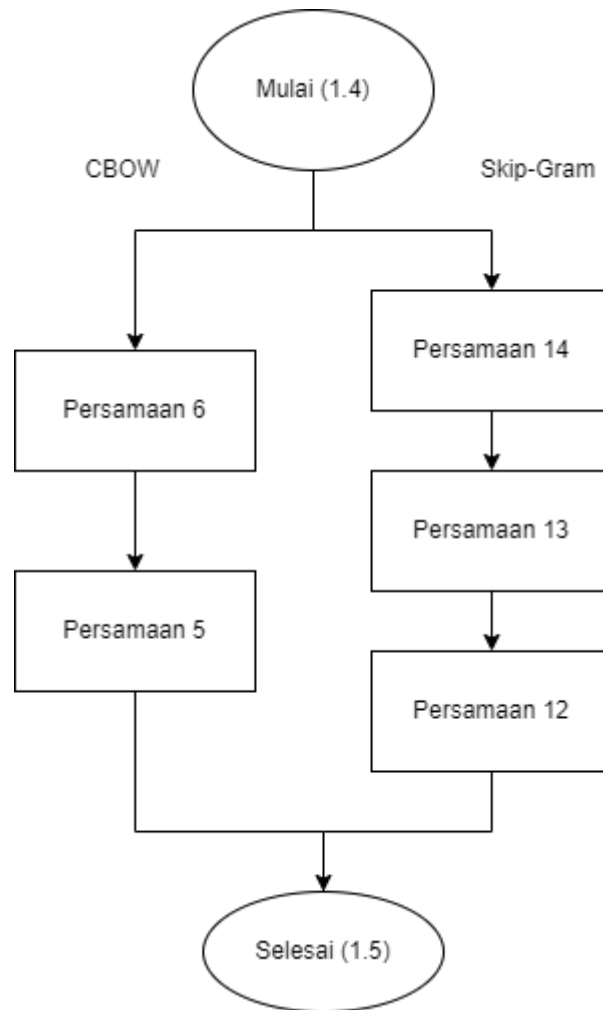 Mulai (1.4)
CBOW
Skip-Gram
Persamaan 14
Persamaan 6
Persamaan 13
Persamaan 5
Persamaan 12
Selesai (1.5)